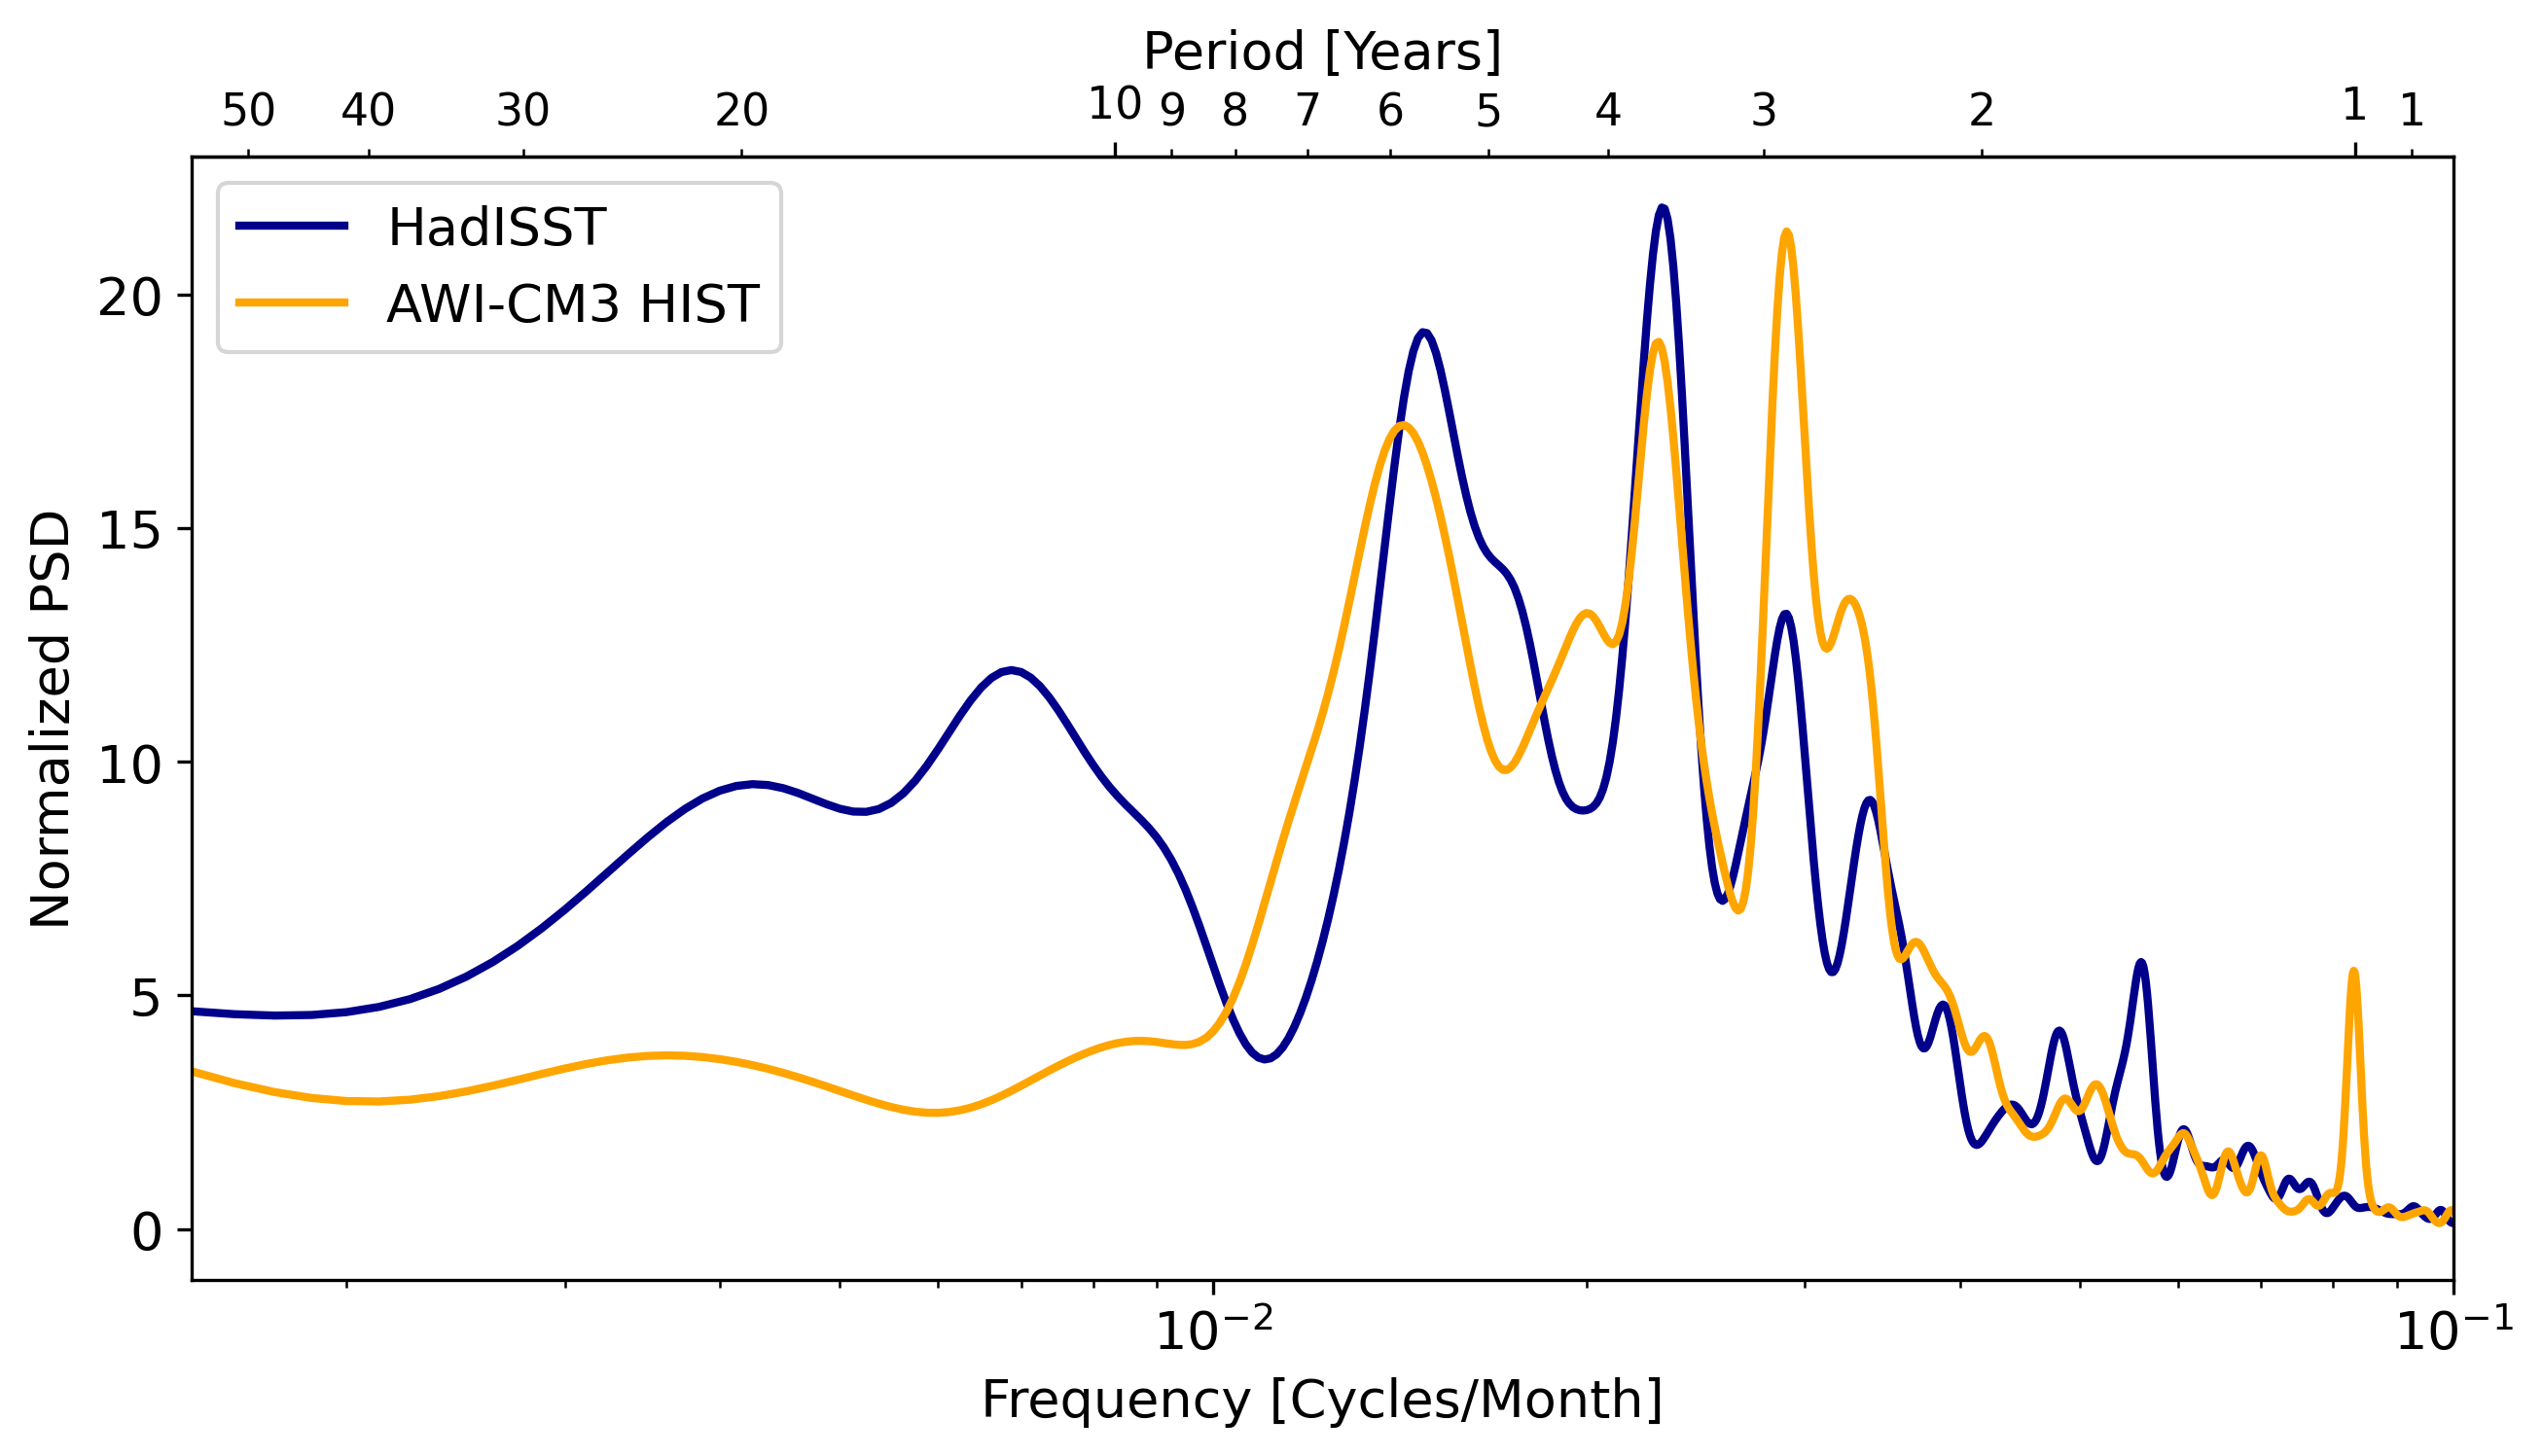 Period [Years]
50 40 30 20 10 9 8 7 6 5 4 3 2 1 1
HadISST
AWI-CM3 HIST
20
15
10
5
0
Normalized PSD
10⁻² 10⁻¹
Frequency [Cycles/Month]